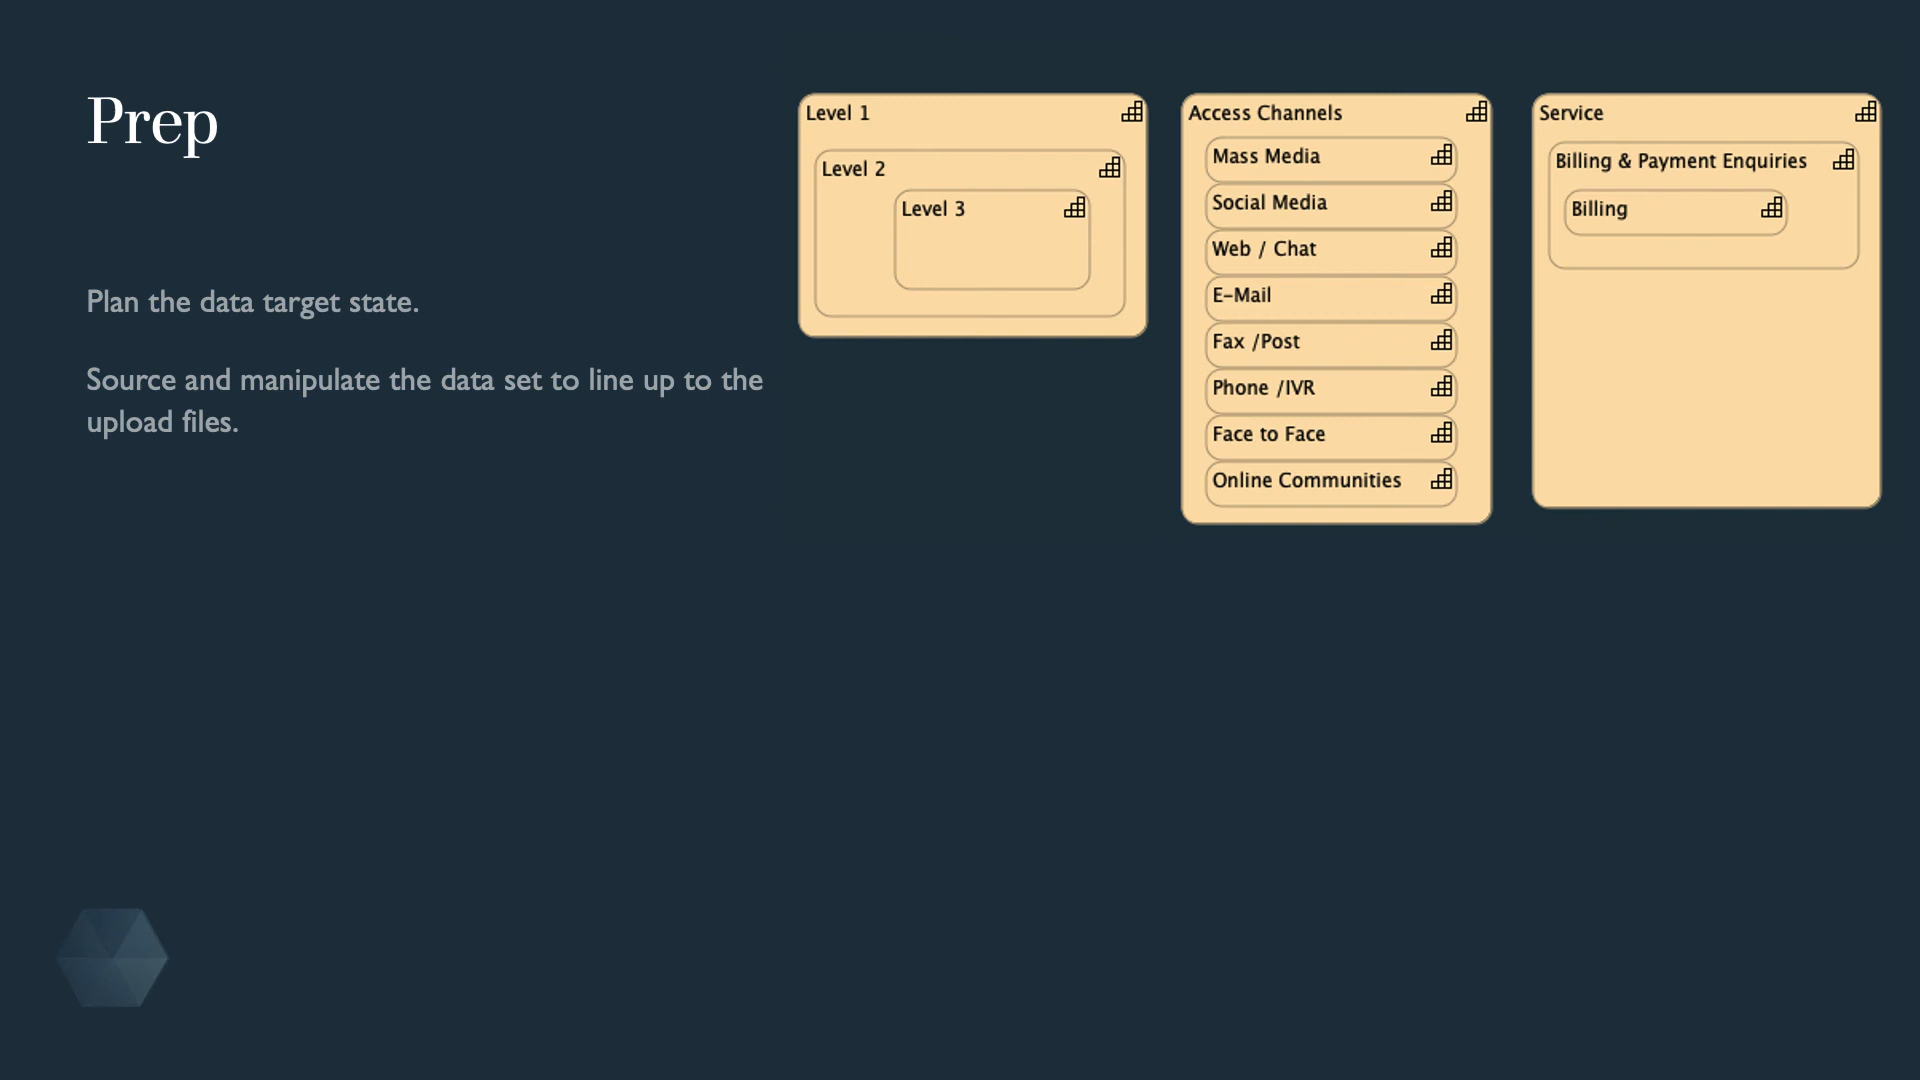 Prep
Plan the data target state.
Source and manipulate the data set to line up to the
upload files.
Level 1
Level 2
Level 3
Access Channels
Mass Media
Social Media
Web / Chat
E-Mail
Fax /Post
Phone /IVR
Face to Face
Online Communities
Service
Billing & Payment Enquiries
Billing